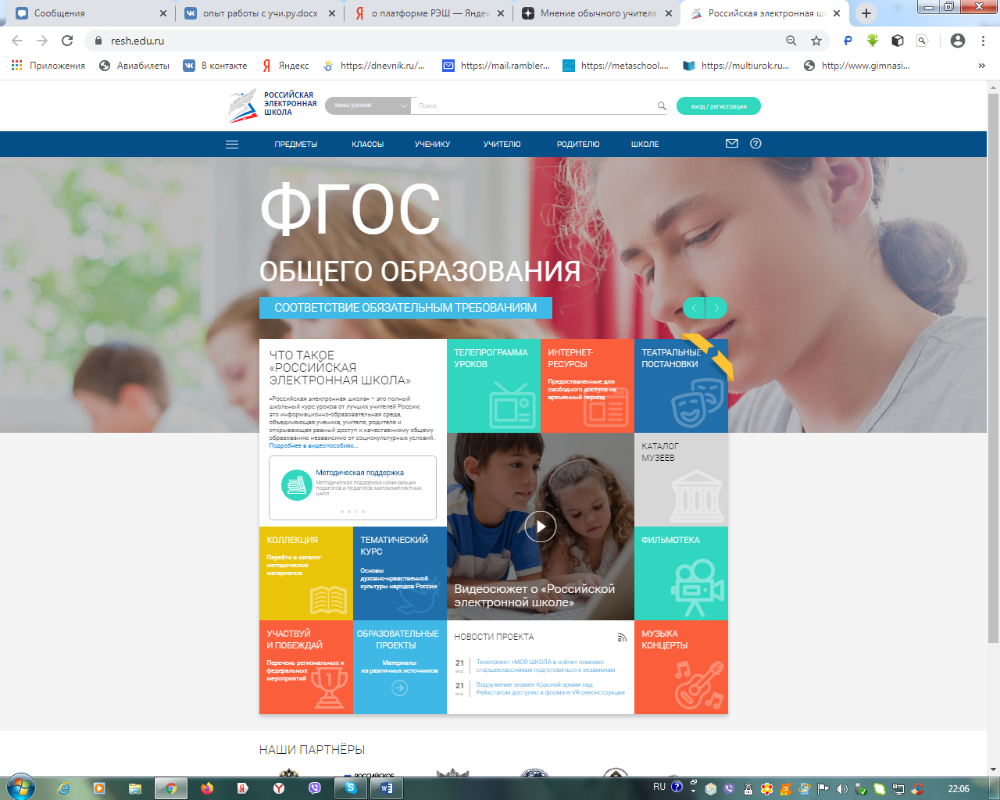 Сообщения
опыт работы с учи.ру.docx
о платформе РЭШ — Яндек
Мнение обычного учителя
Российская электронная ш
resh.edu.ru
Приложения
Авиабилеты
В контакте
Яндекс
https://dnevnik.ru/...
https://mail.rambler...
https://metaschool....
https://multiurok.ru...
http://www.gimnasi...
»
РОССИЙСКАЯ
ЭЛЕКТРОННАЯ
ШКОЛА
темы уроков
Поиск
вход / регистрация
ПРЕДМЕТЫ
КЛАССЫ
УЧЕНИКУ
УЧИТЕЛЮ
РОДИТЕЛЮ
ШКОЛЕ
ФГОС
ОБЩЕГО ОБРАЗОВАНИЯ
СООТВЕТСТВИЕ ОБЯЗАТЕЛЬНЫМ ТРЕБОВАНИЯМ
ЧТО ТАКОЕ
«РОССИЙСКАЯ
ЭЛЕКТРОННАЯ ШКОЛА»
«Российская электронная школа» – это полный
школьный курс уроков от лучших учителей России;
это информационно-образовательная среда,
объединяющая ученика, учителя, родителя и
открывающая равный доступ к качественному общему
образованию независимо от социокультурных условий.
Подробнее в видеопособиях...
Методическая поддержка
Методическая поддержка начинающих
педагогов и педагогов малокомплектных
школ
ТЕЛЕПРОГРАММА
УРОКОВ
ИНТЕРНЕТ-
РЕСУРСЫ
Предоставленные для
свободного доступа на
временный период
ТЕАТРАЛЬНЫЕ
ПОСТАНОВКИ
КАТАЛОГ
МУЗЕЕВ
КОЛЛЕКЦИЯ
Перейти в каталог
методических
материалов
ТЕМАТИЧЕСКИЙ
КУРС
Основы
духовно-нравственной
культуры народов России
Видеосюжет о «Российской
электронной школе»
ФИЛЬМОТЕКА
УЧАСТВУЙ
И ПОБЕЖДАЙ
Перечень региональных и
федеральных
мероприятий
1
ОБРАЗОВАТЕЛЬНЫЕ
ПРОЕКТЫ
Материалы
из различных источников
НОВОСТИ ПРОЕКТА
21 апр
Телепроект «МОЯ ШКОЛА в online» поможет
старшеклассникам подготовиться к экзаменам
21 апр
Водружение знамен Красной армии над
Рейхстагом доступно в формате VR-реконструкции
МУЗЫКА
КОНЦЕРТЫ
НАШИ ПАРТНЁРЫ
РОССИЙСКОЕ
RU
22:06